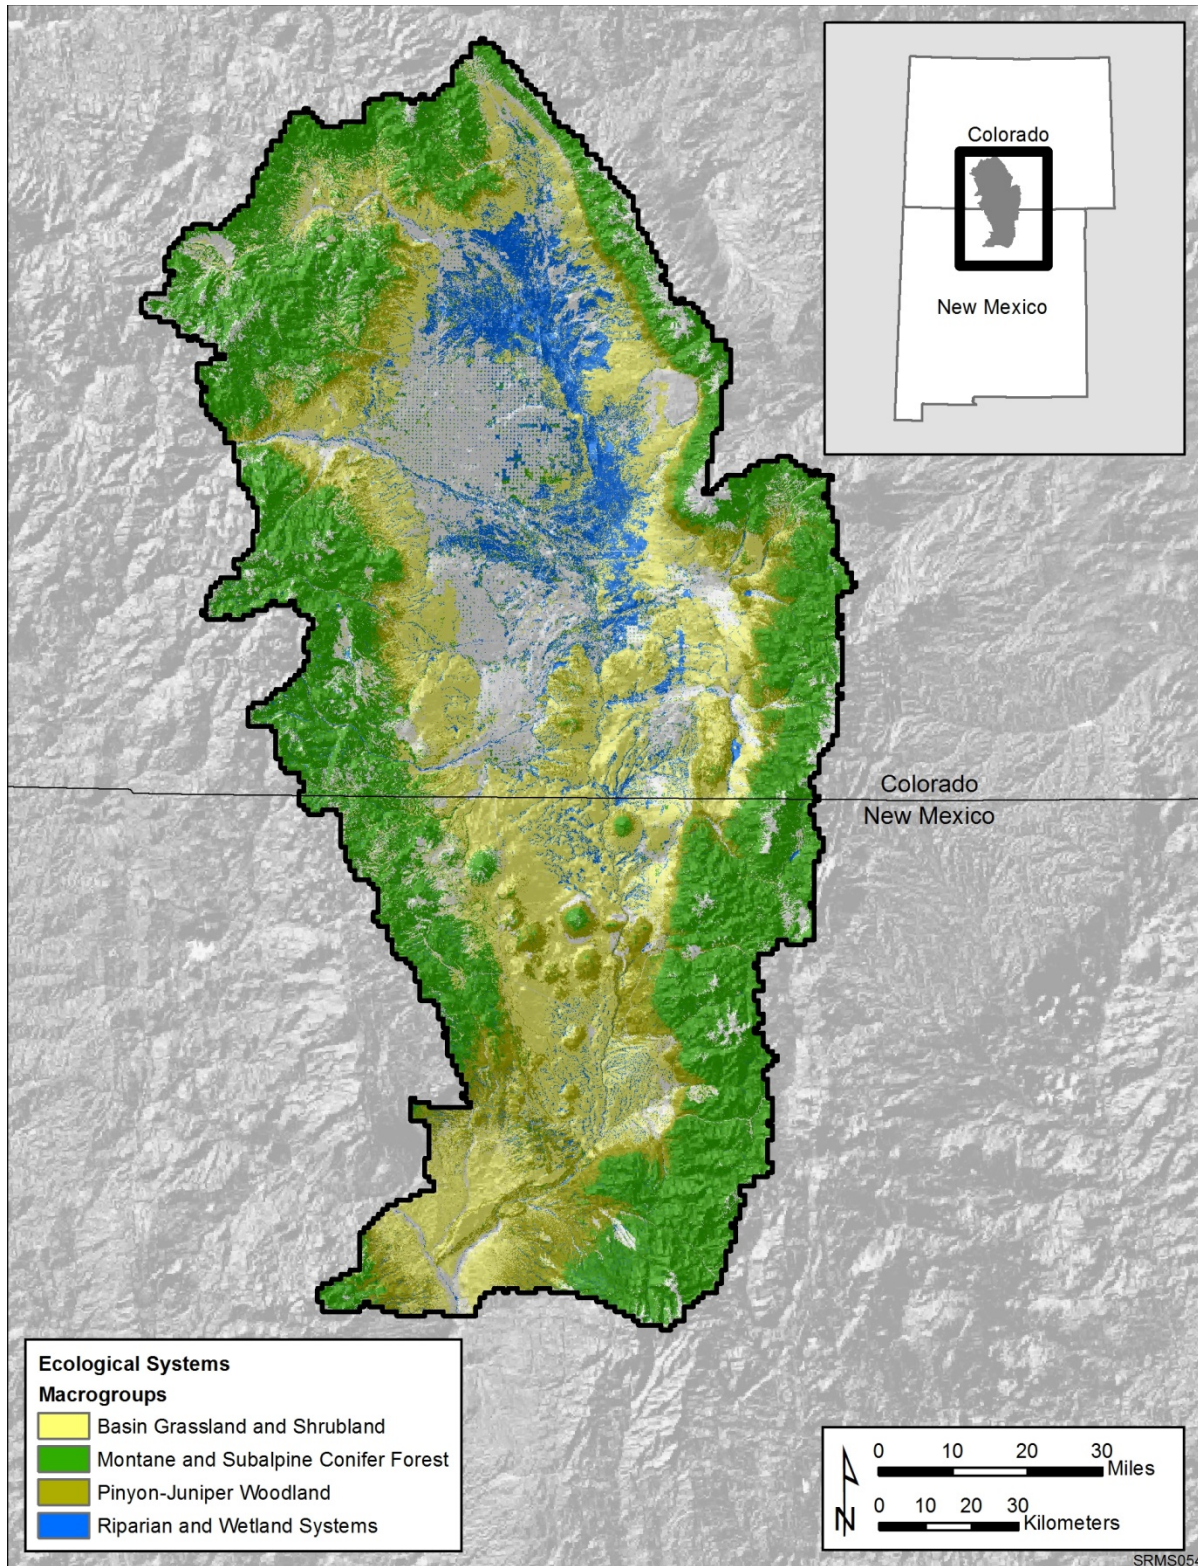 Colorado
New Mexico
Colorado
New Mexico
Ecological Systems
Macrogroups
Basin Grassland and Shrubland
Montane and Subalpine Conifer Forest
Pinyon-Juniper Woodland
Riparian and Wetland Systems
0 10 20 30
Miles
0 10 20 30
Kilometers
N